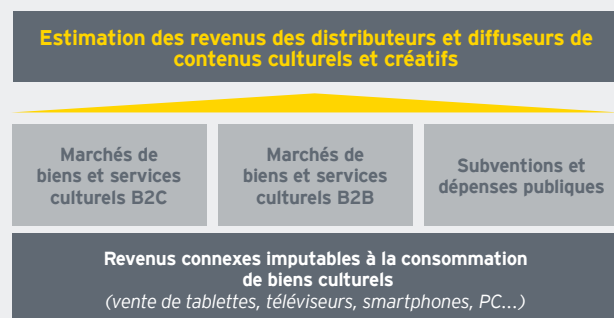 Estimation des revenus des distributeurs et diffuseurs de
contenus culturels et créatifs
Marchés de
biens et services
culturels B2C
Marchés de
biens et services
culturels B2B
Subventions et
dépenses publiques
Revenus connexes imputables à la consommation
de biens culturels
(vente de tablettes, téléviseurs, smartphones, PC...)